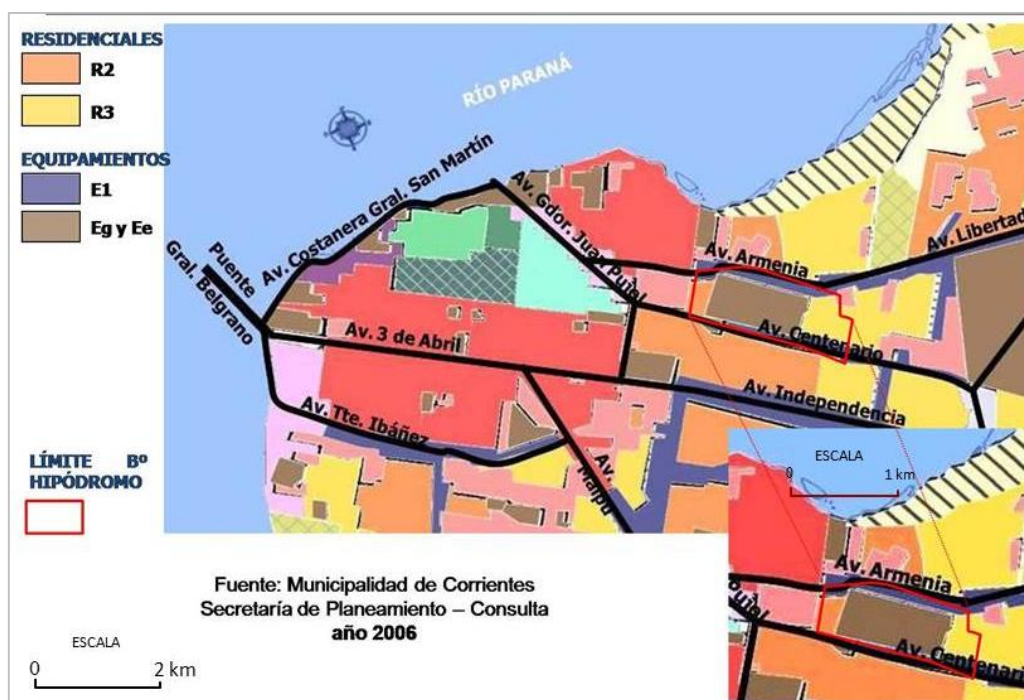 RESIDENCIALES
R2
R3
EQUIPAMIENTOS
E1
Eg y Ee
LÍMITE Bº
HIPÓDROMO
RÍO PARANÁ
Av. Costanera Gral. San Martín
Puente
Gral. Belgrano
Av. Gdor. Juan Pujol
Av. Armenia
Av. Libertad
Av. Centenario
Av. 3 de Abril
Av. Independencia
Av. Tte. Ibáñez
Av.
Maipú
ESCALA
0 1 km
Av. Armenia
Pujol
Av. Centenari
Fuente: Municipalidad de Corrientes
Secretaría de Planeamiento – Consulta
año 2006
ESCALA
0 2 km